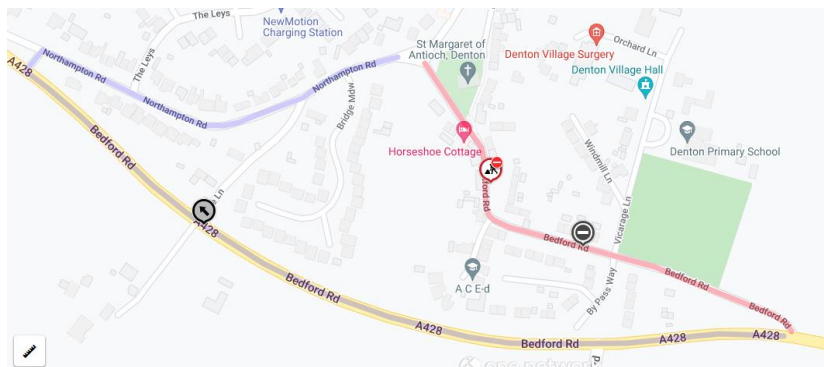 The Leys
NewMotion
Charging Station
St Margaret of
Antioch, Denton
Orchard Ln
Denton Village Surgery
Denton Village Hall
A428
Northampton Rd
The Leys
Northampton Rd
Northampton Rd
Bridge Mdw
Horseshoe Cottage
Windmill Ln
Denton Primary School
Bedford Rd
Vicarage Ln
A428
Bedford Rd
Bedford Rd
A C E-d
By Pass Way
Bedford Rd
Bedford Rd
Bedford Rd
A428
A428
A428
Bedford Rd